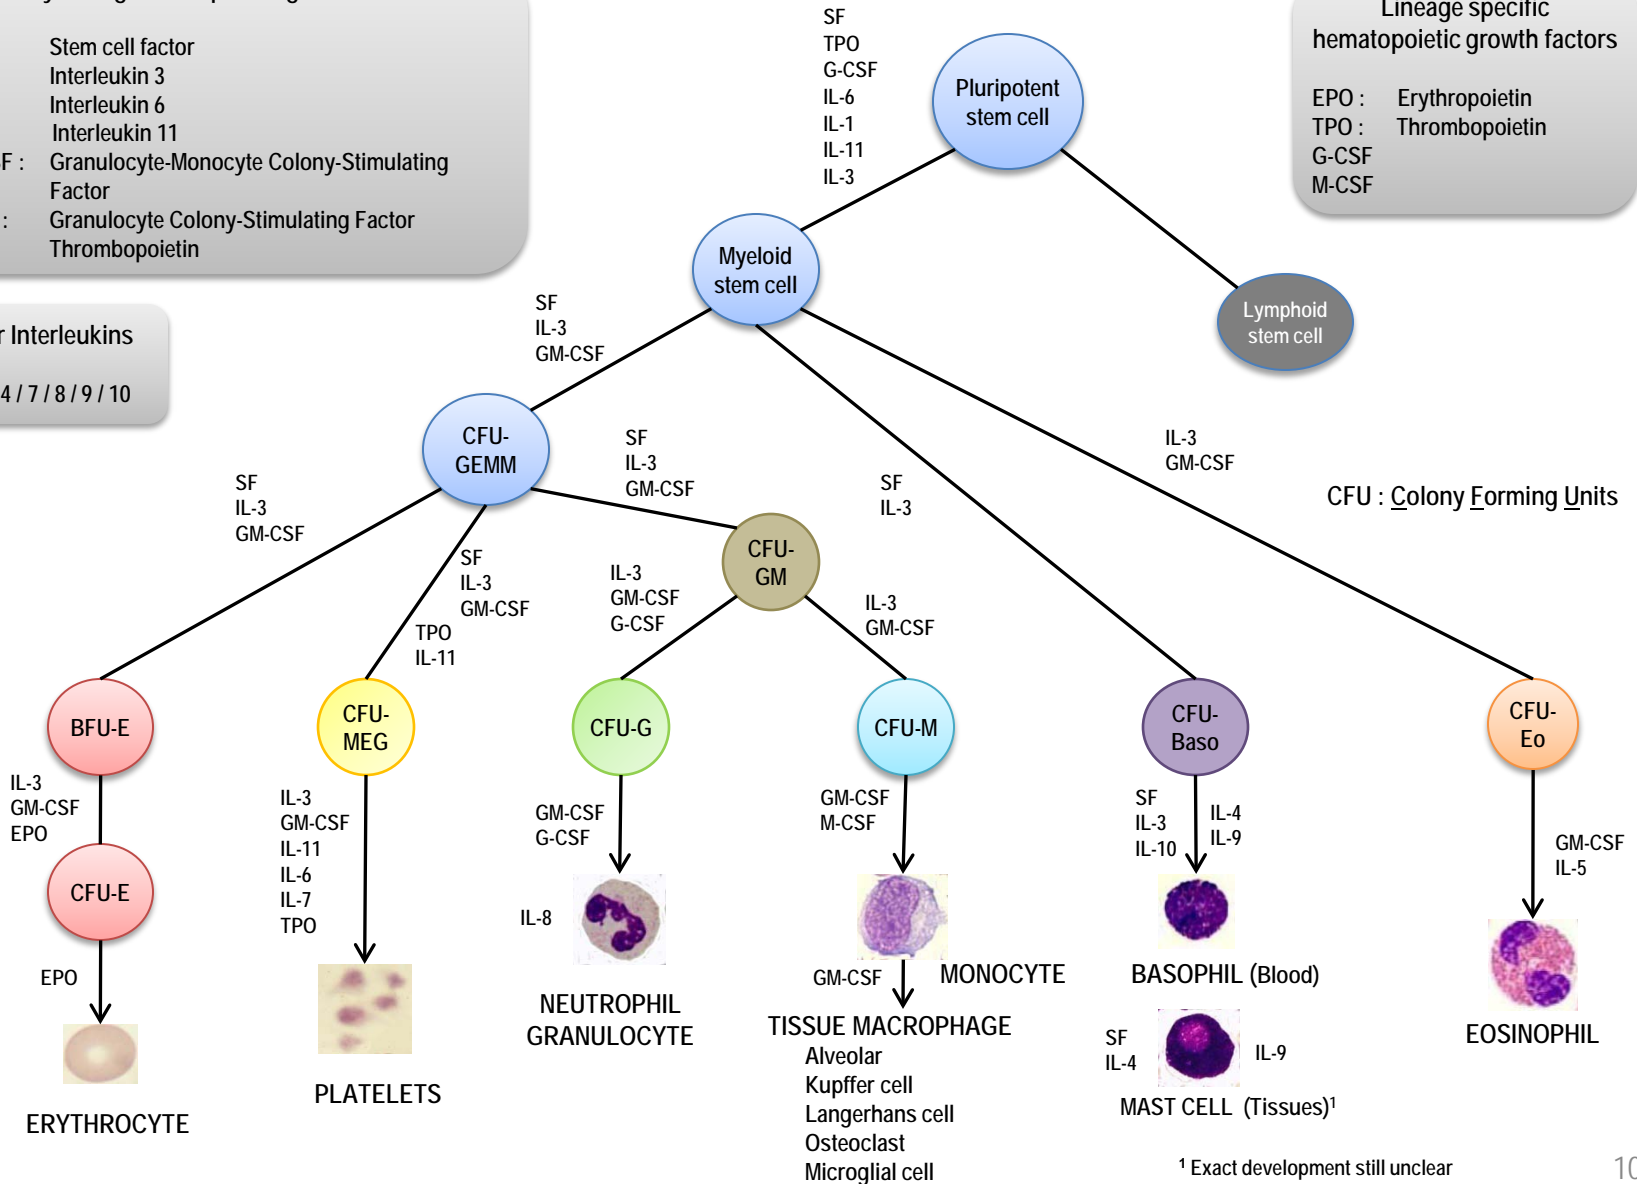 Stem cell factor
Interleukin 3
Interleukin 6
Interleukin 11
F : Granulocyte-Monocyte Colony-Stimulating
Factor
: Granulocyte Colony-Stimulating Factor
Thrombopoietin
r Interleukins
4 / 7 / 8 / 9 / 10
SF
TPO
G-CSF
IL-6
IL-1
IL-11
IL-3
Pluripotent
stem cell
Lineage specific
hematopoietic growth factors
EPO : Erythropoietin
TPO : Thrombopoietin
G-CSF
M-CSF
Myeloid
stem cell
Lymphoid
stem cell
SF
IL-3
GM-CSF
CFU-
GEMM
SF
IL-3
GM-CSF
SF
IL-3
GM-CSF
SF
IL-3
IL-3
GM-CSF
CFU : Colony Forming Units
SF
IL-3
GM-CSF
TPO
IL-11
CFU-
GM
IL-3
GM-CSF
G-CSF
IL-3
GM-CSF
BFU-E
CFU-
MEG
CFU-G
CFU-M
CFU-
Baso
CFU-
Eo
IL-3
GM-CSF
EPO
CFU-E
EPO
ERYTHROCYTE
IL-3
GM-CSF
IL-11
IL-6
IL-7
TPO
PLATELETS
GM-CSF
G-CSF
IL-8
NEUTROPHIL
GRANULOCYTE
GM-CSF
M-CSF
GM-CSF
MONOCYTE
TISSUE MACROPHAGE
Alveolar
Kupffer cell
Langerhans cell
Osteoclast
Microglial cell
SF
IL-3
IL-10
IL-4
IL-9
BASOPHIL (Blood)
SF
IL-4
IL-9
MAST CELL (Tissues)¹
GM-CSF
IL-5
EOSINOPHIL
¹ Exact development still unclear
10